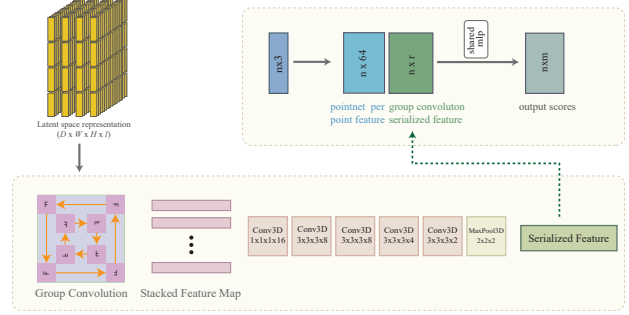 Latent space representation
(D x W x H x l)
nx3
n x 64
n x r
shared
mlp
nxm
pointnet per
point feature
group convoluton
serialized feature
output scores
Group Convolution
Stacked Feature Map
Conv3D
1x1x1x16
Conv3D
3x3x3x8
Conv3D
3x3x3x8
Conv3D
3x3x3x4
Conv3D
3x3x3x2
MaxPool3D
2x2x2
Serialized Feature